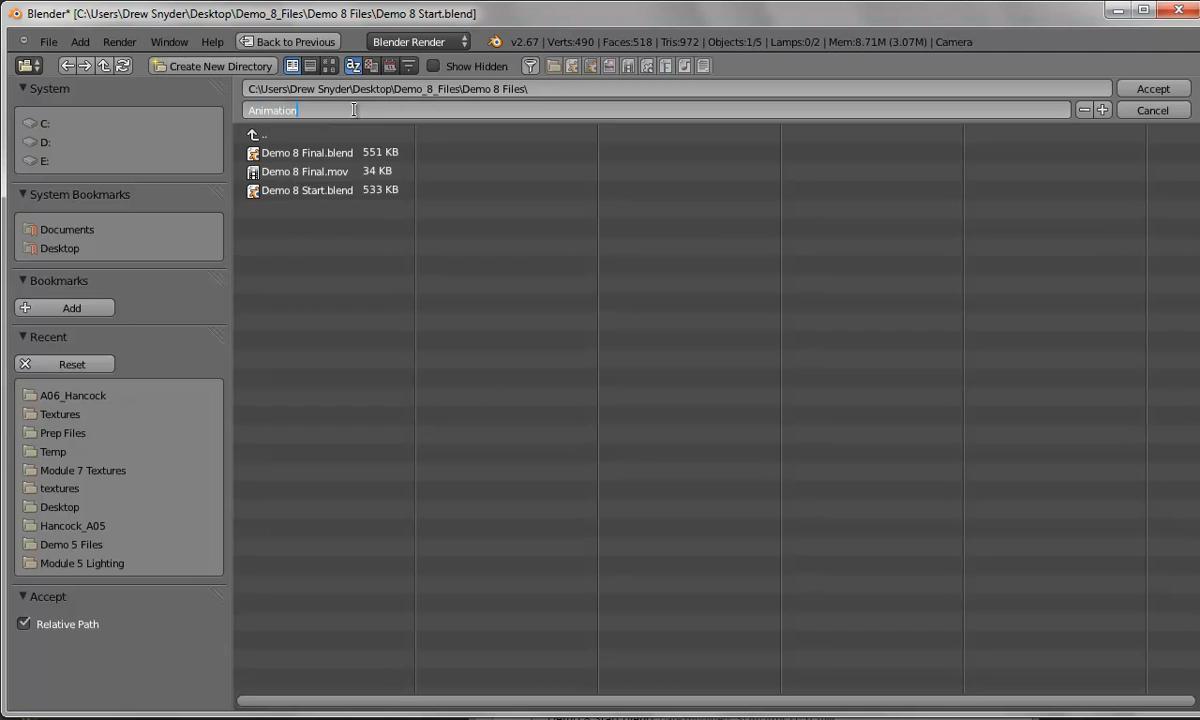 Blender* [C:\Users\Drew Snyder\Desktop\Demo_8_Files\Demo 8 Files\Demo 8 Start.blend]
File Add Render Window Help Back to Previous Blender Render v2.67 | Verts:490 | Faces:518 | Tris:972 | Objects:1/5 | Lamps:0/2 | Mem:8.71M (3.07M) | Camera
Create New Directory Show Hidden
System
C:
D:
E:
System Bookmarks
Documents
Desktop
Bookmarks
Add
Recent
Reset
A06_Hancock
Textures
Prep Files
Temp
Module 7 Textures
textures
Desktop
Hancock_A05
Demo 5 Files
Module 5 Lighting
Accept
Relative Path
C:\Users\Drew Snyder\Desktop\Demo_8_Files\Demo 8 Files\ Accept
Animation Cancel
..
Demo 8 Final.blend 551 KB
Demo 8 Final.mov 34 KB
Demo 8 Start.blend 533 KB